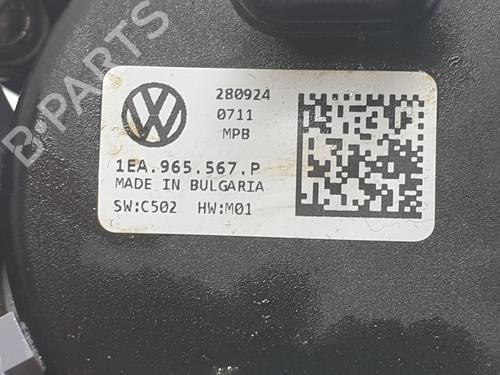 B-PARTS
280924
0711
MPB
1EA.965.567.P
MADE IN BULGARIA
SW:C502 HW:M01